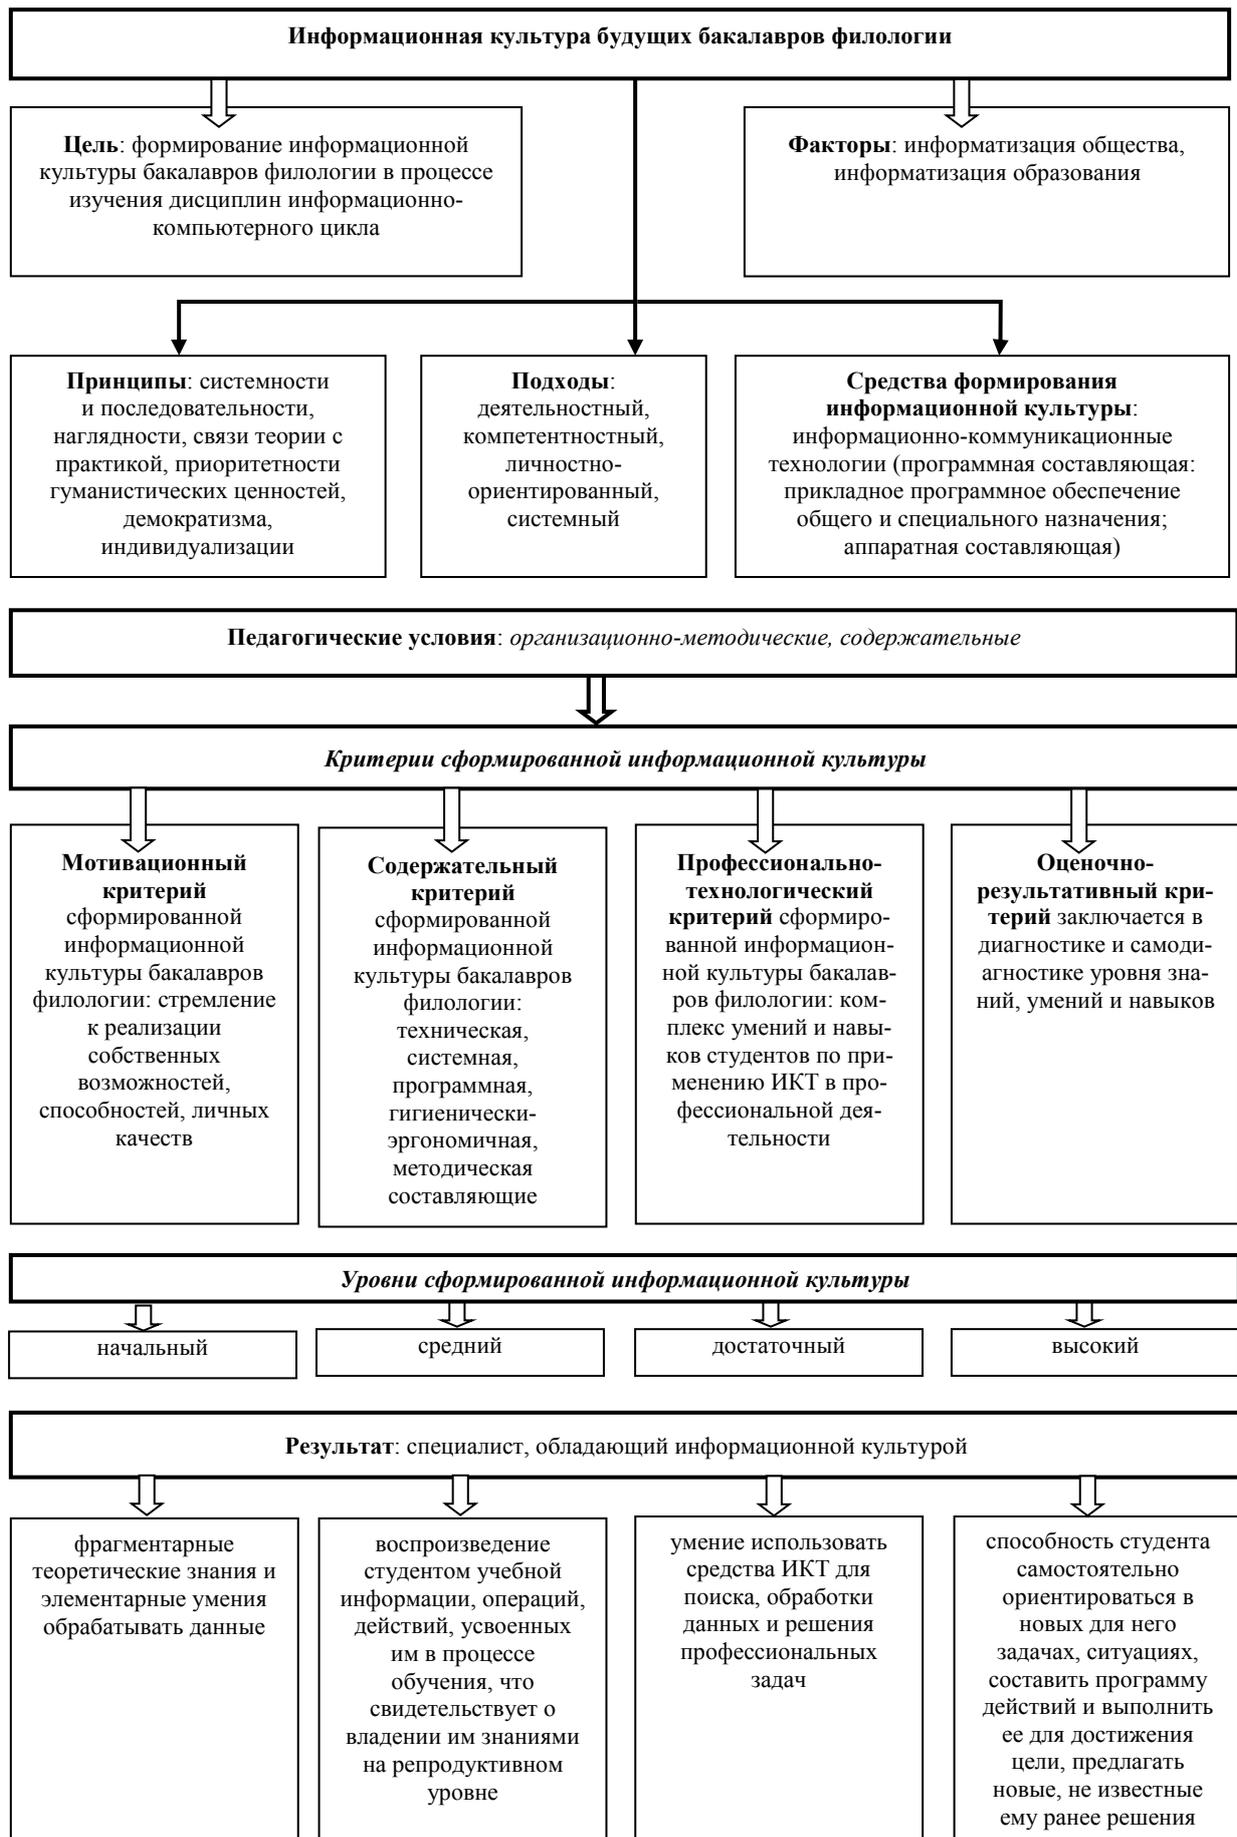 Информационная культура будущих бакалавров филологии
Цель: формирование информационной
культуры бакалавров филологии в процессе
изучения дисциплин информационно-
компьютерного цикла
Факторы: информатизация общества,
информатизация образования
Принципы: системности
и последовательности,
наглядности, связи теории с
практикой, приоритетности
гуманистических ценностей,
демократизма,
индивидуализации
Подходы:
деятельностный,
компетентностный,
личностно-
ориентированный,
системный
Средства формирования
информационной культуры:
информационно-коммуникационные
технологии (программная составляющая:
прикладное программное обеспечение
общего и специального назначения;
аппаратная составляющая)
Педагогические условия: организационно-методические, содержательные
Критерии сформированной информационной культуры
Мотивационный
критерий
сформированной
информационной
культуры бакалавров
филологии: стремление
к реализации
собственных
возможностей,
способностей, личных
качеств
Содержательный
критерий
сформированной
информационной
культуры бакалавров
филологии:
техническая,
системная,
программная,
гигиенически-
эргономичная,
методическая
составляющие
Профессионально-
технологический
критерий сформиро-
ванной информацион-
ной культуры бакалав-
ров филологии: ком-
плекс умений и навы-
ков студентов по при-
менению ИКТ в про-
фессиональной дея-
тельности
Оценочно-
результативный кри-
терий заключается в
диагностике и самоди-
агностике уровня зна-
ний, умений и навыков
Уровни сформированной информационной культуры
начальный
средний
достаточный
высокий
Результат: специалист, обладающий информационной культурой
фрагментарные
теоретические знания и
элементарные умения
обрабатывать данные
воспроизведение
студентом учебной
информации, операций,
действий, усвоенных
им в процессе
обучения, что
свидетельствует о
владении им знаниями
на репродуктивном
уровне
умение использовать
средства ИКТ для
поиска, обработки
данных и решения
профессиональных
задач
способность студента
самостоятельно
ориентироваться в
новых для него
задачах, ситуациях,
составить программу
действий и выполнить
ее для достижения
цели, предлагать
новые, не известные
ему ранее решения